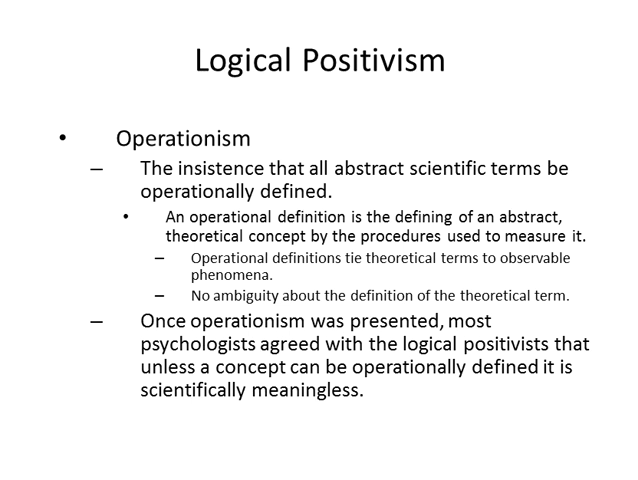 Logical Positivism
• Operationism
– The insistence that all abstract scientific terms be
operationally defined.
• An operational definition is the defining of an abstract,
theoretical concept by the procedures used to measure it.
– Operational definitions tie theoretical terms to observable
phenomena.
– No ambiguity about the definition of the theoretical term.
– Once operationism was presented, most
psychologists agreed with the logical positivists that
unless a concept can be operationally defined it is
scientifically meaningless.